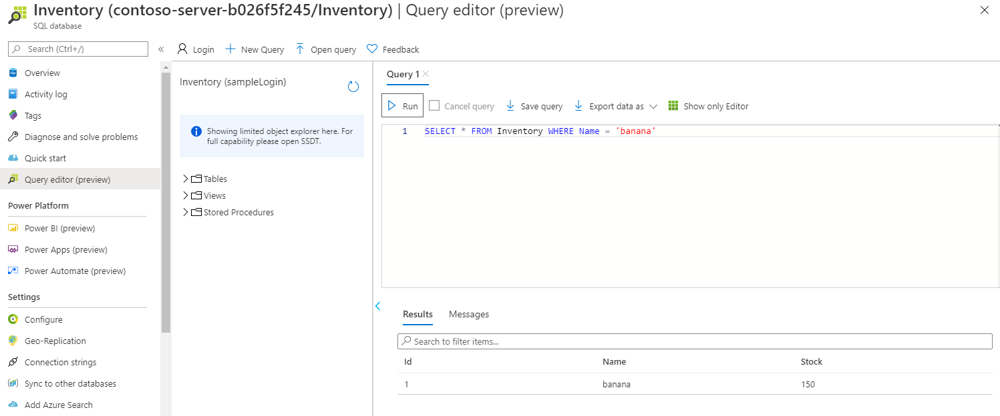 Inventory (contoso-server-b026f5f245/Inventory) | Query editor (preview)
SQL database
Search (Ctrl+/)
«
Overview
Activity log
Tags
Diagnose and solve problems
Quick start
Query editor (preview)
Power Platform
Power BI (preview)
Power Apps (preview)
Power Automate (preview)
Settings
Configure
Geo-Replication
Connection strings
Sync to other databases
Add Azure Search
Login
New Query
Open query
Feedback
Inventory (sampleLogin)
Showing limited object explorer here. For
full capability please open SSDT.
Tables
Views
Stored Procedures
Query 1
Run
Cancel query
Save query
Export data as
Show only Editor
1 SELECT * FROM Inventory WHERE Name = 'banana'
Results Messages
Search to filter items...
Id Name Stock
1 banana 150